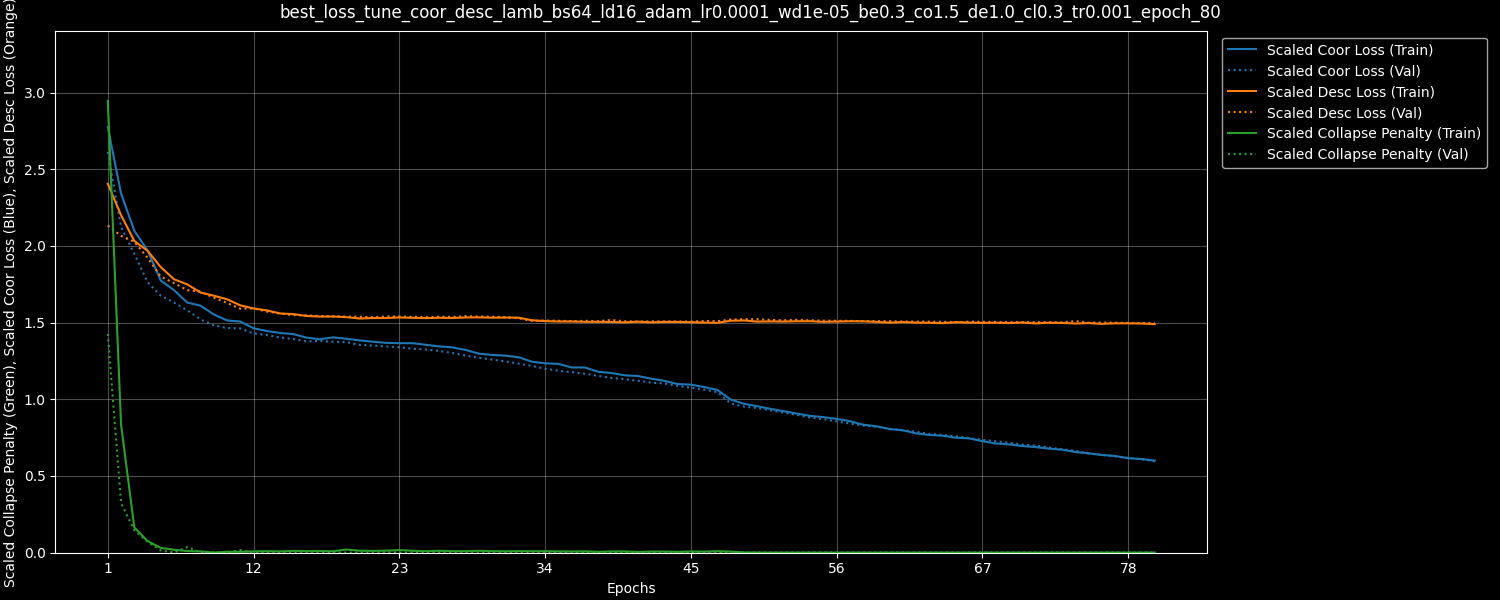 best_loss_tune_coor_desc_lamb_bs64_ld16_adam_lr0.0001_wd1e-05_be0.3_co1.5_de1.0_cl0.3_tr0.001_epoch_80
Scaled Collapse Penalty (Green), Scaled Coor Loss (Blue), Scaled Desc Loss (Orange)
3.0
2.5
2.0
1.5
1.0
0.5
0.0
1 12 23 34 45 56 67 78
Epochs
Scaled Coor Loss (Train)
Scaled Coor Loss (Val)
Scaled Desc Loss (Train)
Scaled Desc Loss (Val)
Scaled Collapse Penalty (Train)
Scaled Collapse Penalty (Val)